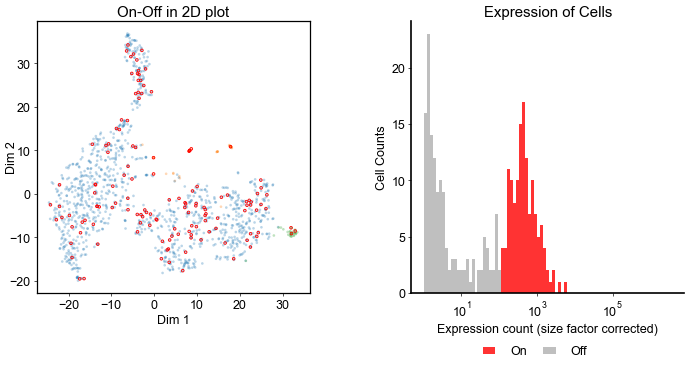 On-Off in 2D plot
Dim 2
30
20
10
0
−10
−20
−20 −10 0 10 20 30
Dim 1
Expression of Cells
Cell Counts
20
15
10
5
0
10^1 10^3 10^5
Expression count (size factor corrected)
On Off